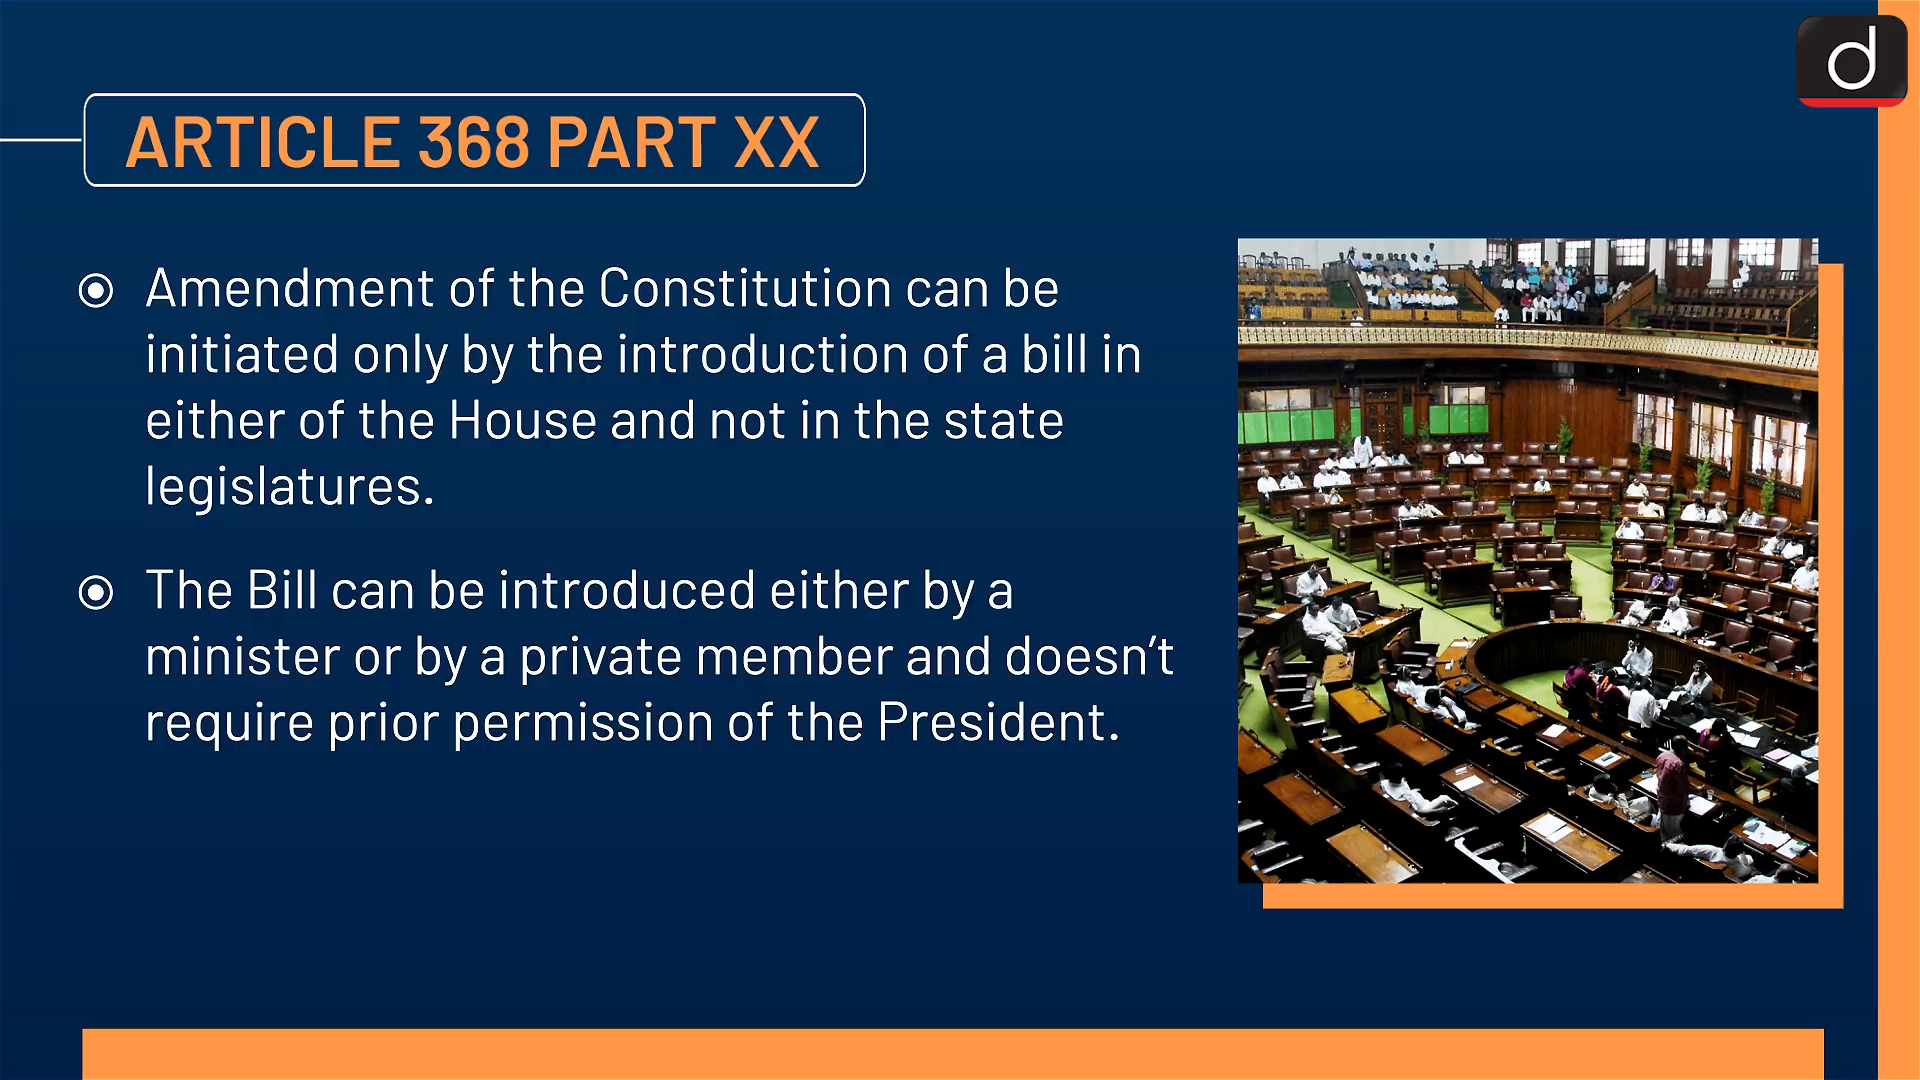 d
ARTICLE 368 PART XX
Amendment of the Constitution can be
initiated only by the introduction of a bill in
either of the House and not in the state
legislatures.
The Bill can be introduced either by a
minister or by a private member and doesn’t
require prior permission of the President.